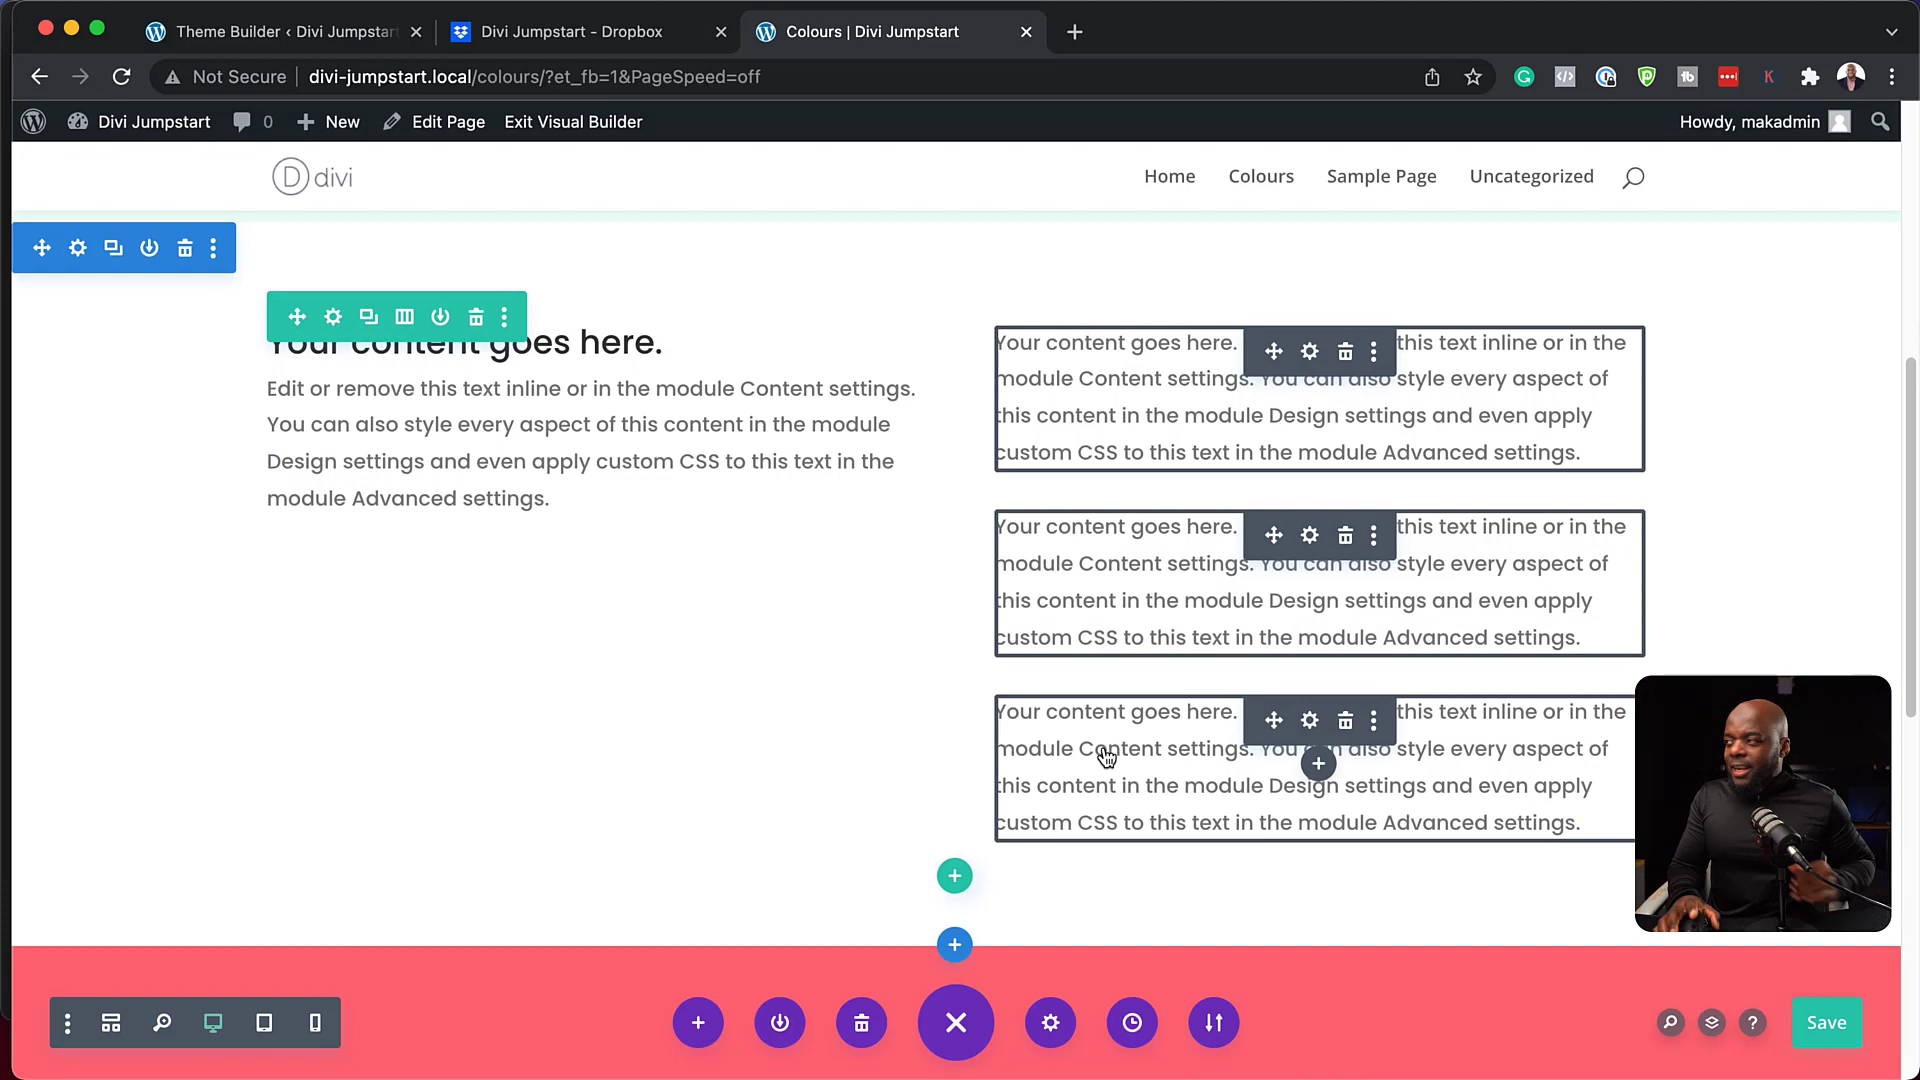 Theme Builder ‹ Divi Jumpstar
Divi Jumpstart - Dropbox
Colours | Divi Jumpstart
Not Secure
divi-jumpstart.local/colours/?et_fb=1&PageSpeed=off
Divi Jumpstart
0
New
Edit Page
Exit Visual Builder
Howdy, makadmin
D divi
Home
Colours
Sample Page
Uncategorized
Your content goes here.
Edit or remove this text inline or in the module Content settings.
You can also style every aspect of this content in the module
Design settings and even apply custom CSS to this text in the
module Advanced settings.
Your content goes here. this text inline or in the
module Content settings. You can also style every aspect of
this content in the module Design settings and even apply
custom CSS to this text in the module Advanced settings.
Your content goes here. this text inline or in the
module Content settings. You can also style every aspect of
this content in the module Design settings and even apply
custom CSS to this text in the module Advanced settings.
Your content goes here. this text inline or in the
module Content settings. You can also style every aspect of
this content in the module Design settings and even apply
custom CSS to this text in the module Advanced settings.
Save